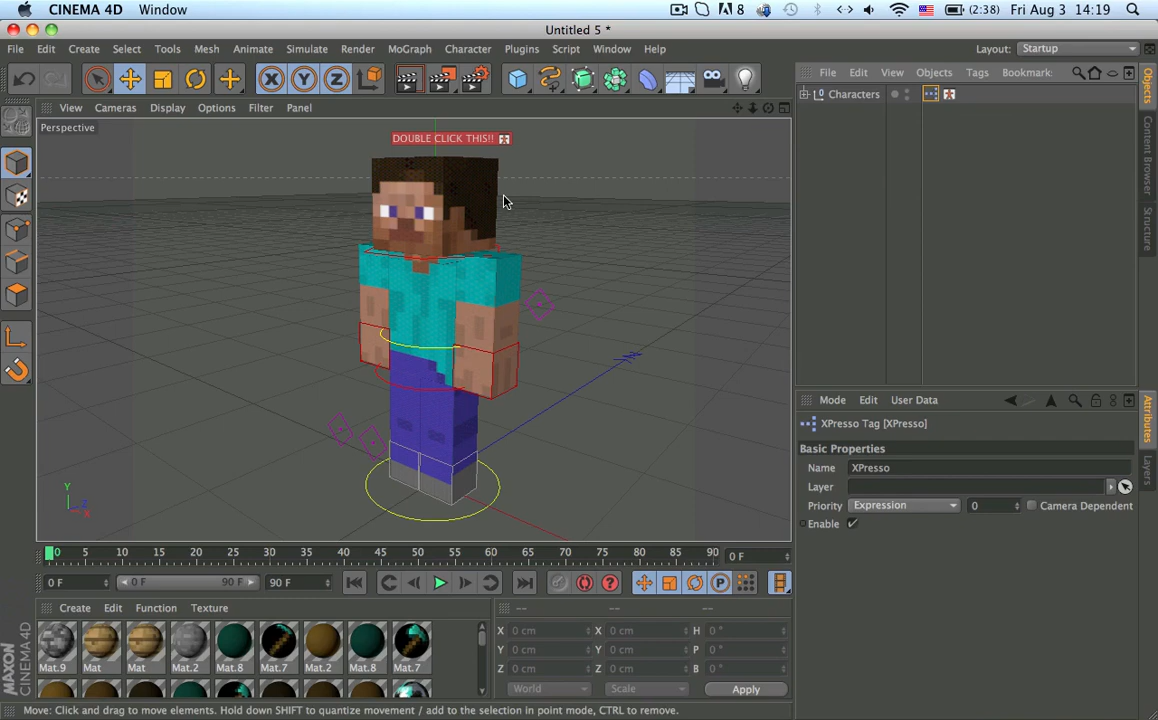 CINEMA 4D Window 8 (2:38) Fri Aug 3 14:19
Untitled 5 *
File Edit Create Select Tools Mesh Animate Simulate Render MoGraph Character Plugins Script Window Help Layout: Startup
X Y Z
File Edit View Objects Tags Bookmark:
Characters
Objects
Content Browser
Structure
View Cameras Display Options Filter Panel
Perspective
DOUBLE CLICK THIS!!
Y
Z
X
Mode Edit User Data
XPresso Tag [XPresso]
Basic Properties
Name XPresso
Layer
Priority Expression 0 Camera Dependent
Enable
Attributes
Layers
0 5 10 15 20 25 30 35 40 45 50 55 60 65 70 75 80 85 90 0 F
0 F 0 F 90 F 90 F
Create Edit Function Texture
Mat.9 Mat Mat Mat.2 Mat.8 Mat.7 Mat.2 Mat.8 Mat.7
-- -- --
X 0 cm X 0 cm H 0 °
Y 0 cm Y 0 cm P 0 °
Z 0 cm Z 0 cm B 0 °
World Scale Apply
MAXON CINEMA 4D
Move: Click and drag to move elements. Hold down SHIFT to quantize movement / add to the selection in point mode, CTRL to remove.